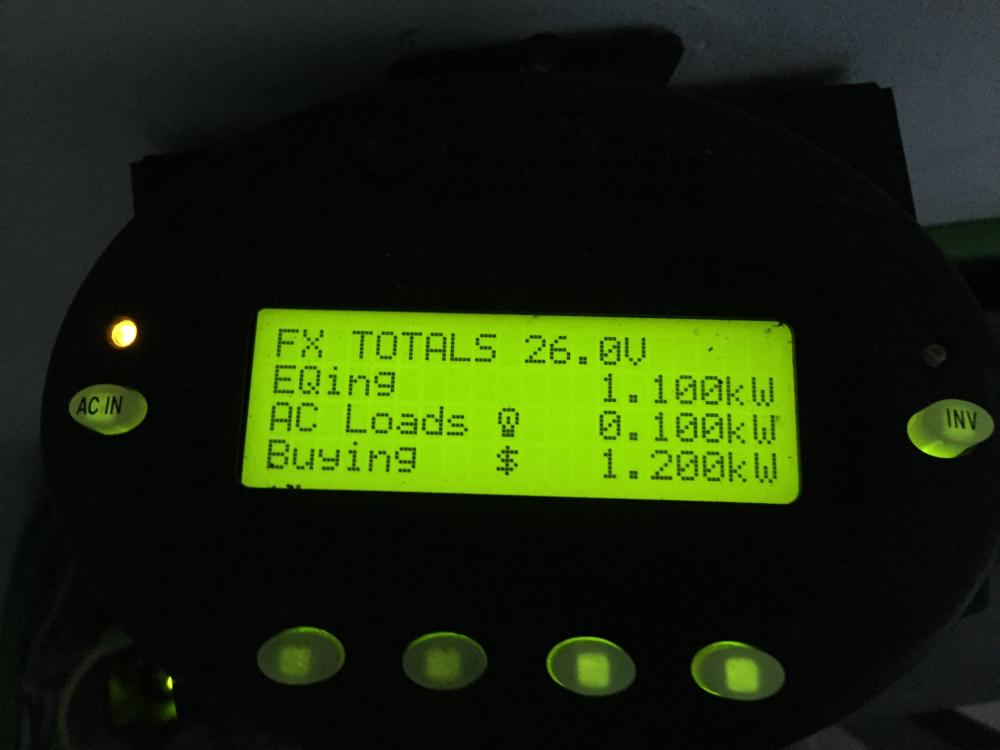 FX TOTALS 26.0V
EQing 1.100kW
AC Loads 0.100kW
Buying $ 1.200kW
AC IN
INV